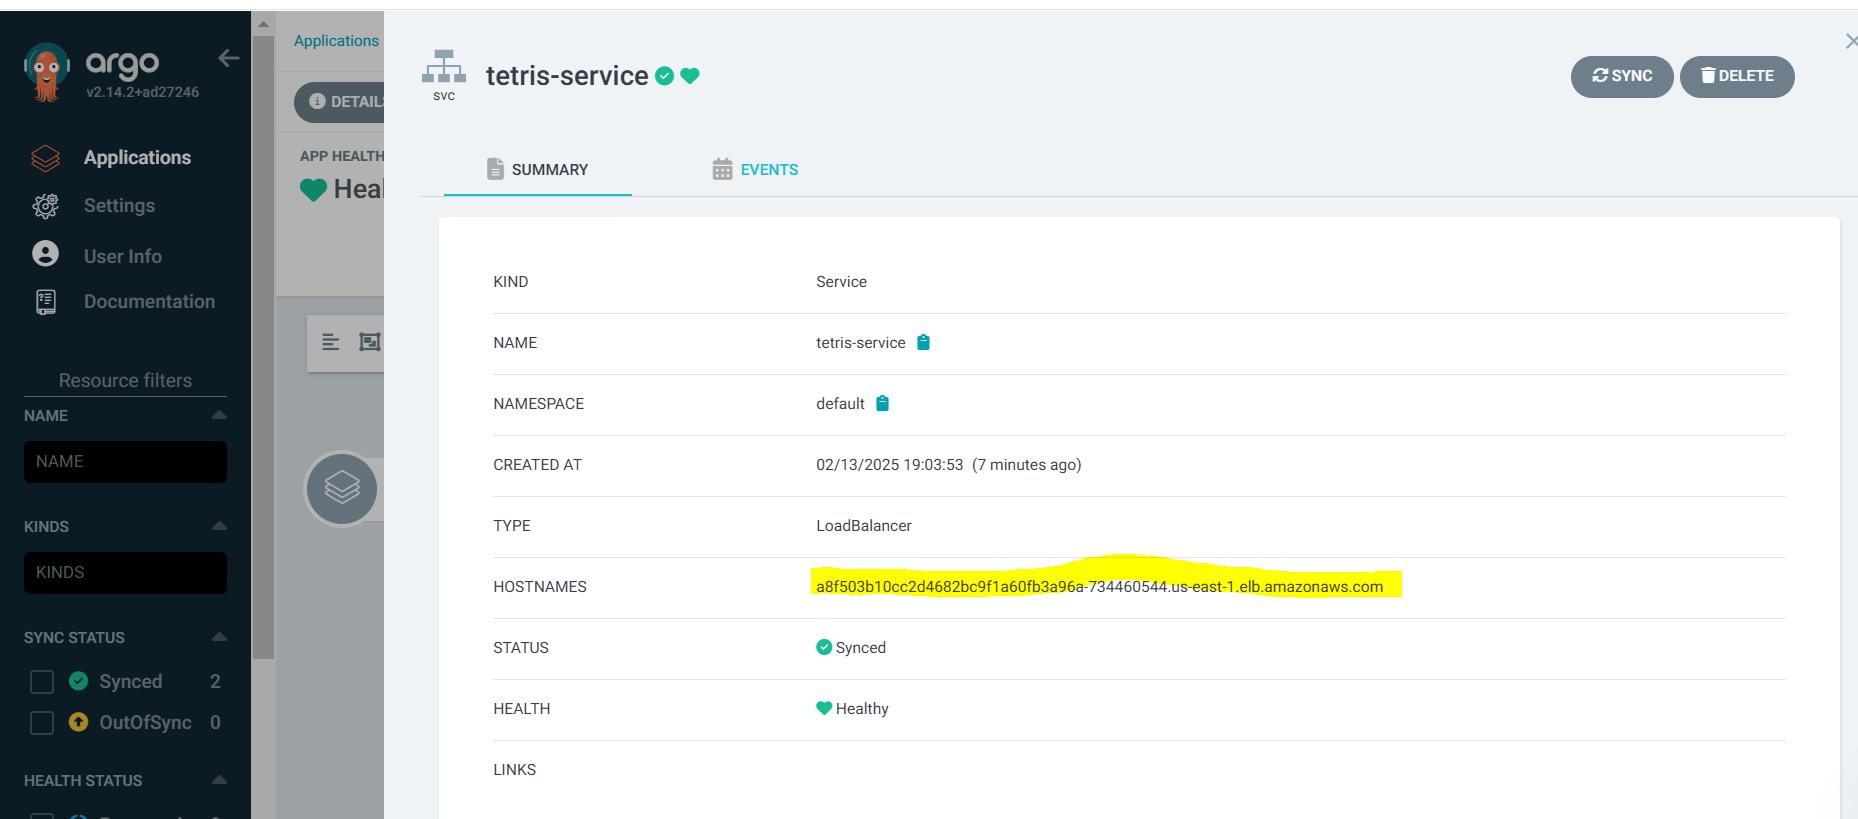 argo
v2.14.2+ad27246
Applications
Settings
User Info
Documentation
Resource filters
NAME
NAME
KINDS
KINDS
SYNC STATUS
Synced 2
OutOfSync 0
HEALTH STATUS
Applications
DETAILS
APP HEALTH
Heal
svc
tetris-service
SYNC
DELETE
SUMMARY
EVENTS
KIND Service
NAME tetris-service
NAMESPACE default
CREATED AT 02/13/2025 19:03:53 (7 minutes ago)
TYPE LoadBalancer
HOSTNAMES a8f503b10cc2d4682bc9f1a60fb3a96a-734460544.us-east-1.elb.amazonaws.com
STATUS Synced
HEALTH Healthy
LINKS